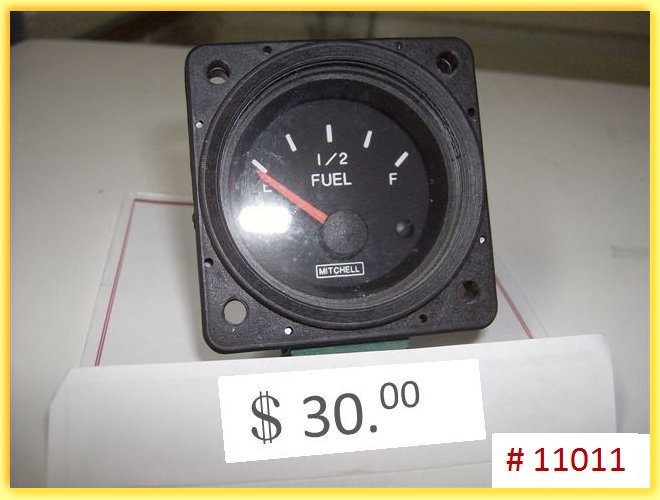 1/2
E FUEL F
MITCHELL
$ 30.00
# 11011